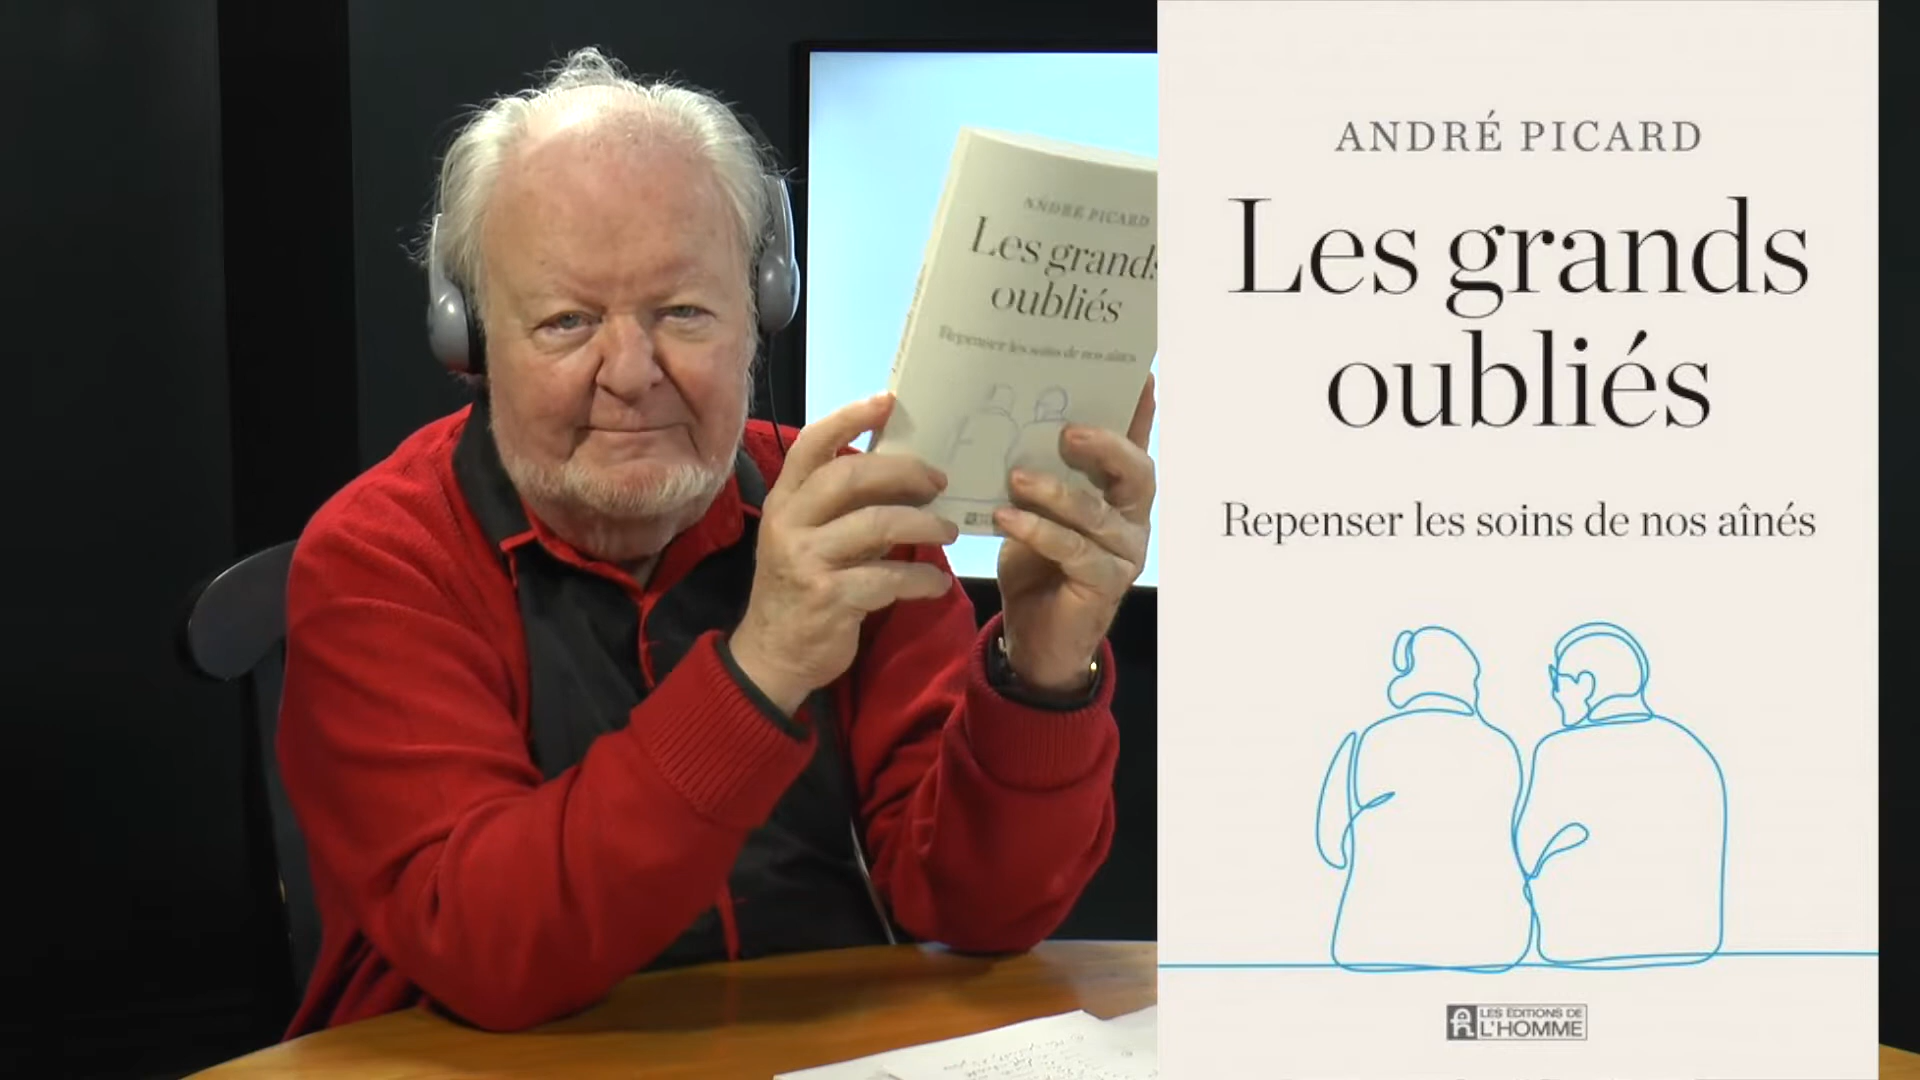 ANDRÉ PICARD
Les grands
oubliés
Repenser les soins de nos aînés
ANDRÉ PICARD
Les grands
oubliés
Repenser les soins de nos aînés
LES ÉDITIONS DE
L'HOMME